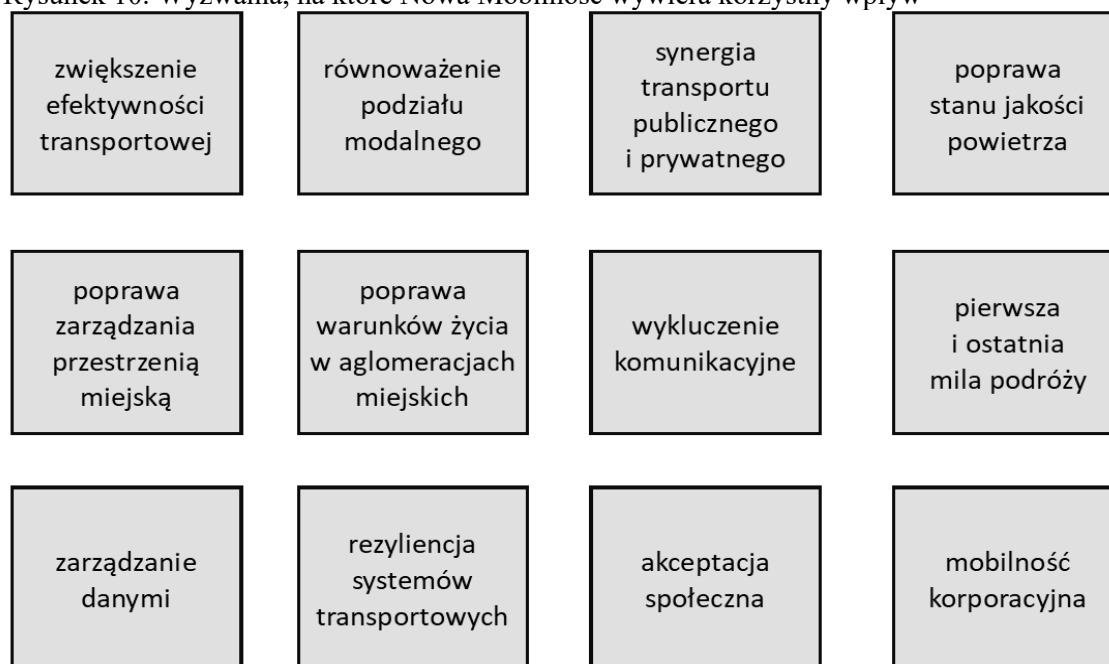 Rysunek 10. Wyzwania, na które Nowa Mobilność wywiera korzystny wpływ
zwiększenie
efektywności
transportowej
równoważenie
podziału
modalnego
synergia
transportu
publicznego
i prywatnego
poprawa
stanu jakości
powietrza
poprawa
zarządzania
przestrzenią
miejską
poprawa
warunków życia
w aglomeracjach
miejskich
wykluczenie
komunikacyjne
pierwsza
i ostatnia
mila podróży
zarządzanie
danymi
rezyliencja
systemów
transportowych
akceptacja
społeczna
mobilność
korporacyjna